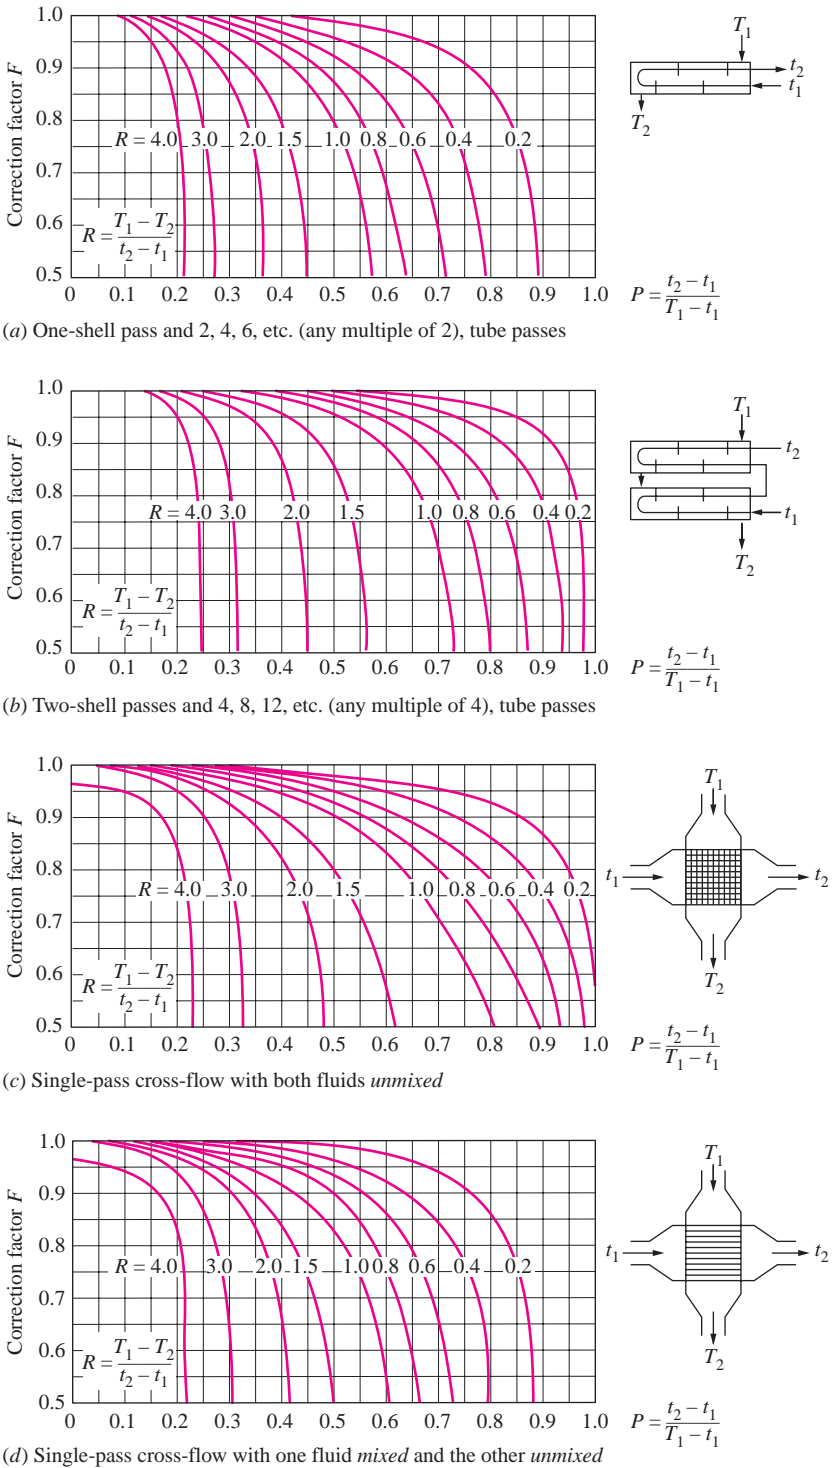 Correction factor F
1.0
0.9
0.8
0.7
0.6
0.5
R = 4.0 3.0 2.0 1.5 1.0 0.8 0.6 0.4 0.2
R = T1 − T2 / t2 − t1
0 0.1 0.2 0.3 0.4 0.5 0.6 0.7 0.8 0.9 1.0
T1
t2
t1
T2
P = t2 − t1 / T1 − t1
(a) One-shell pass and 2, 4, 6, etc. (any multiple of 2), tube passes
Correction factor F
1.0
0.9
0.8
0.7
0.6
0.5
R = 4.0 3.0 2.0 1.5 1.0 0.8 0.6 0.4 0.2
R = T1 − T2 / t2 − t1
0 0.1 0.2 0.3 0.4 0.5 0.6 0.7 0.8 0.9 1.0
T1
t2
t1
T2
P = t2 − t1 / T1 − t1
(b) Two-shell passes and 4, 8, 12, etc. (any multiple of 4), tube passes
Correction factor F
1.0
0.9
0.8
0.7
0.6
0.5
R = 4.0 3.0 2.0 1.5 1.0 0.8 0.6 0.4 0.2
R = T1 − T2 / t2 − t1
0 0.1 0.2 0.3 0.4 0.5 0.6 0.7 0.8 0.9 1.0
T1
t1 t2
T2
P = t2 − t1 / T1 − t1
(c) Single-pass cross-flow with both fluids unmixed
Correction factor F
1.0
0.9
0.8
0.7
0.6
0.5
R = 4.0 3.0 2.0 1.5 1.0 0.8 0.6 0.4 0.2
R = T1 − T2 / t2 − t1
0 0.1 0.2 0.3 0.4 0.5 0.6 0.7 0.8 0.9 1.0
T1
t1 t2
T2
P = t2 − t1 / T1 − t1
(d) Single-pass cross-flow with one fluid mixed and the other unmixed